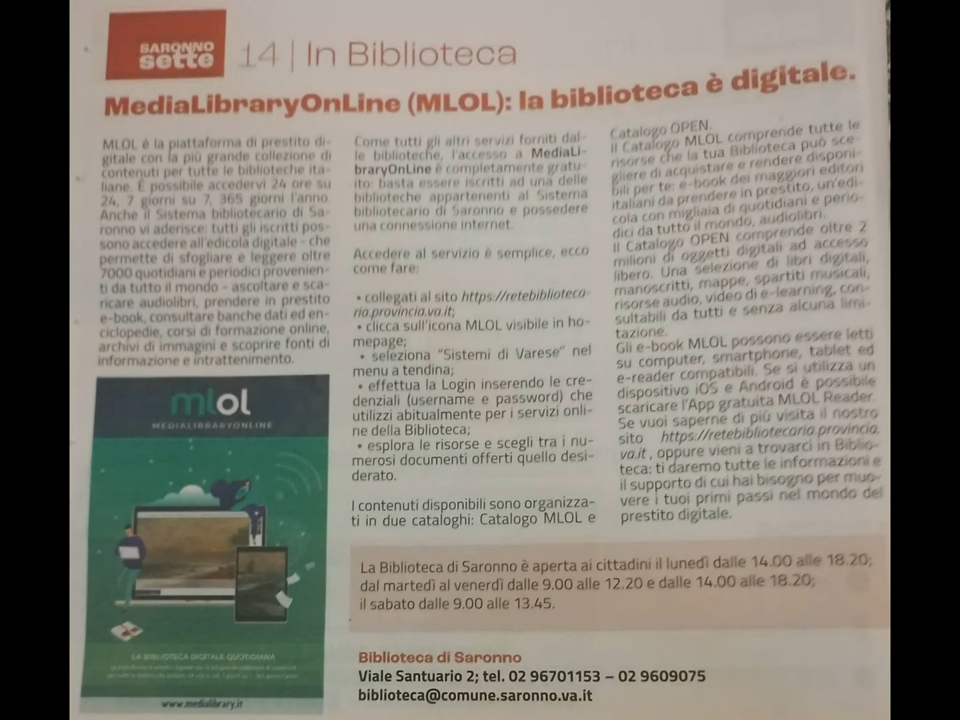 SARONNO
sette
14 | In Biblioteca
MediaLibraryOnLine (MLOL): la biblioteca è digitale.
MLOL è la piattaforma di prestito di-
gitale con la più grande collezione di
contenuti per tutte le biblioteche ita-
liane. È possibile accedervi 24 ore su
24, 7 giorni su 7, 365 giorni l'anno.
Anche il Sistema bibliotecario di Sa-
ronno vi aderisce: tutti gli iscritti pos-
sono accedere all'edicola digitale - che
permette di sfogliare e leggere oltre
7000 quotidiani e periodici provenien-
ti da tutto il mondo - ascoltare e sca-
ricare audiolibri, prendere in prestito
e-book, consultare banche dati ed en-
ciclopedie, corsi di formazione online,
archivi di immagini e scoprire fonti di
informazione e intrattenimento.
mlol
MEDIALIBRARYONLINE
LA BIBLIOTECA DIGITALE QUOTIDIANA
www.medialibrary.it
Come tutti gli altri servizi forniti dal-
le biblioteche, l'accesso a MediaLi-
braryOnLine è completamente gratu-
ito: basta essere iscritti ad una delle
biblioteche appartenenti al Sistema
bibliotecario di Saronno e possedere
una connessione internet.
Accedere al servizio è semplice, ecco
come fare:
• collegati al sito https://retebiblioteca-
ria.provincia.va.it;
• clicca sull'icona MLOL visibile in ho-
mepage;
• seleziona "Sistemi di Varese" nel
menu a tendina;
• effettua la Login inserendo le cre-
denziali (username e password) che
utilizzi abitualmente per i servizi onli-
ne della Biblioteca;
• esplora le risorse e scegli tra i nu-
merosi documenti offerti quello desi-
derato.
I contenuti disponibili sono organizza-
ti in due cataloghi: Catalogo MLOL e
Catalogo OPEN.
Il Catalogo MLOL comprende tutte le
risorse che la tua Biblioteca può sce-
gliere di acquistare e rendere disponi-
bili per te: e-book dei maggiori editori
italiani da prendere in prestito, un'edi-
cola con migliaia di quotidiani e perio-
dici da tutto il mondo, audiolibri.
Il Catalogo OPEN comprende oltre 2
milioni di oggetti digitali ad accesso
libero. Una selezione di libri digitali,
manoscritti, mappe, spartiti musicali,
risorse audio, video di e-learning, con-
sultabili da tutti e senza alcuna limi-
tazione.
Gli e-book MLOL possono essere letti
su computer, smartphone, tablet ed
e-reader compatibili. Se si utilizza un
dispositivo iOS e Android è possibile
scaricare l'App gratuita MLOL Reader.
Se vuoi saperne di più visita il nostro
sito https://retebibliotecaria.provincia.
va.it, oppure vieni a trovarci in Biblio-
teca: ti daremo tutte le informazioni e
il supporto di cui hai bisogno per muo-
vere i tuoi primi passi nel mondo del
prestito digitale.
La Biblioteca di Saronno è aperta ai cittadini il lunedì dalle 14.00 alle 18.20;
dal martedì al venerdì dalle 9.00 alle 12.20 e dalle 14.00 alle 18.20;
il sabato dalle 9.00 alle 13.45.
Biblioteca di Saronno
Viale Santuario 2; tel. 02 96701153 – 02 9609075
biblioteca@comune.saronno.va.it